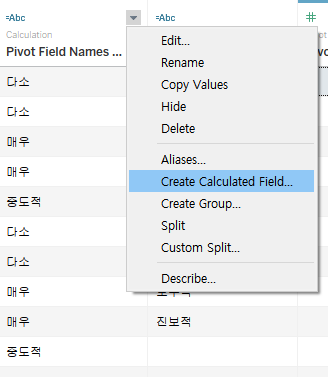 =Abc
=Abc
#
Calculation
Pivot Field Names ...
다소
다소
매우
매우
중도적
다소
다소
매우
매우
진보적
중도적
Edit...
Rename
Copy Values
Hide
Delete
Aliases...
Create Calculated Field...
Create Group...
Split
Custom Split...
Describe...